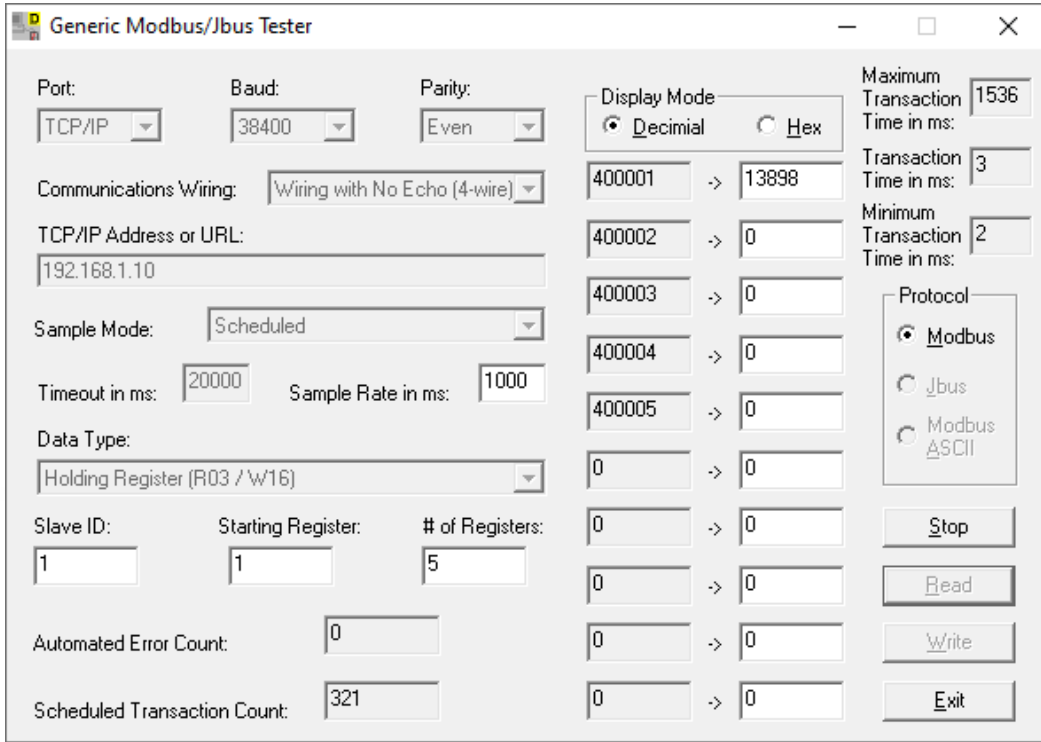 Generic Modbus/Jbus Tester
Port: Baud: Parity:
TCP/IP 38400 Even
Communications Wiring: Wiring with No Echo (4-wire)
TCP/IP Address or URL:
192.168.1.10
Sample Mode: Scheduled
Timeout in ms: 20000 Sample Rate in ms: 1000
Data Type:
Holding Register (R03 / W16)
Slave ID: Starting Register: # of Registers:
1 1 5
Automated Error Count: 0
Scheduled Transaction Count: 321
Display Mode
Decimial Hex
400001 -> 13898
400002 -> 0
400003 -> 0
400004 -> 0
400005 -> 0
0 -> 0
0 -> 0
0 -> 0
0 -> 0
0 -> 0
Maximum
Transaction 1536
Time in ms:
Transaction 3
Time in ms:
Minimum
Transaction 2
Time in ms:
Protocol
Modbus
Jbus
Modbus
ASCII
Stop
Read
Write
Exit